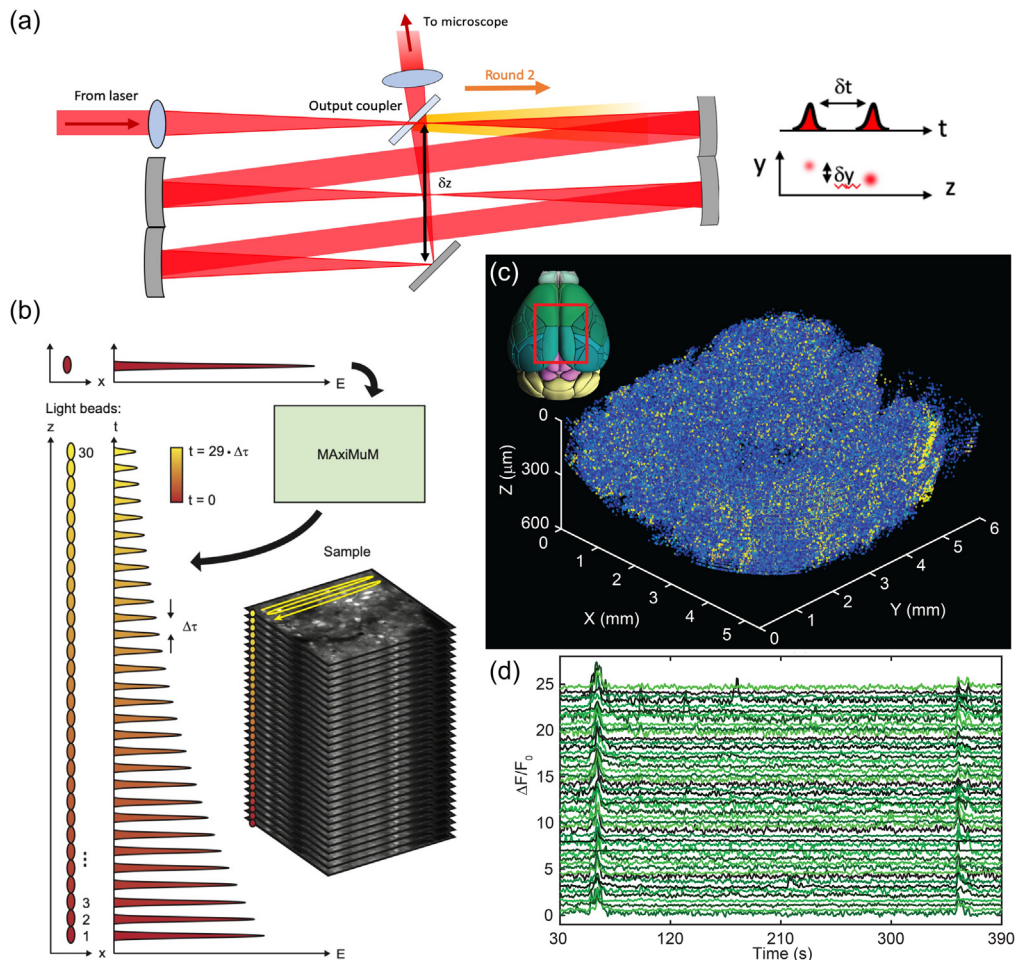 (a)
To microscope
From laser
Output coupler
Round 2
δz
δt
t
y
δy
z
(b)
z
x
t
E
Light beads:
z
t
30
t = 29 · Δτ
t = 0
MAxiMuM
Sample
Δτ
3
2
1
x
E
(c)
0
300
600
Z (μm)
0
1
2
3
4
5
X (mm)
0
1
2
3
4
5
6
Y (mm)
(d)
25
20
15
10
5
0
ΔF/F₀
30
120
210
300
390
Time (s)